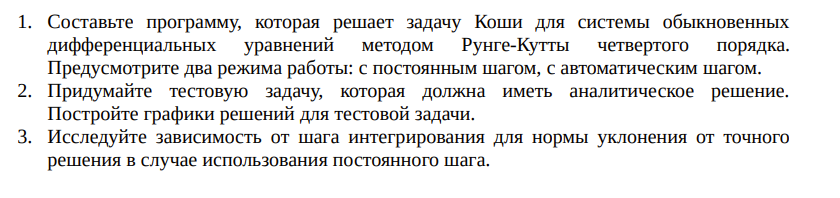 1. Составьте программу, которая решает задачу Коши для системы обыкновенных
дифференциальных уравнений методом Рунге-Кутты четвертого порядка.
Предусмотрите два режима работы: с постоянным шагом, с автоматическим шагом.
2. Придумайте тестовую задачу, которая должна иметь аналитическое решение.
Постройте графики решений для тестовой задачи.
3. Исследуйте зависимость от шага интегрирования для нормы уклонения от точного
решения в случае использования постоянного шага.